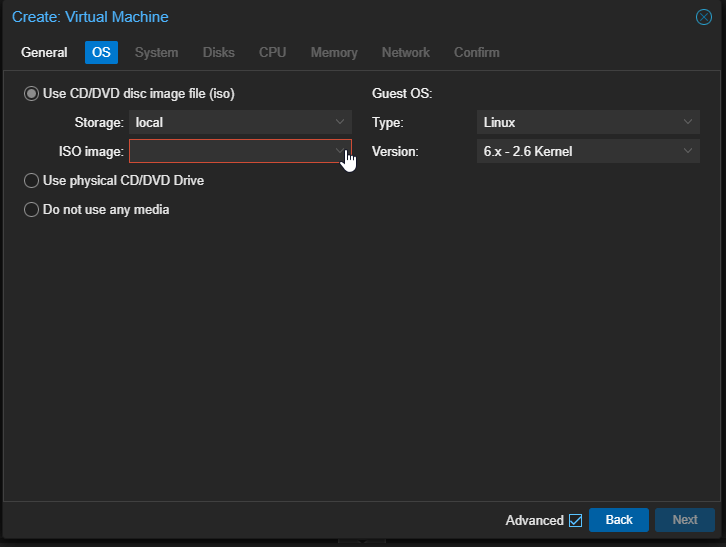 Create: Virtual Machine
General OS System Disks CPU Memory Network Confirm
Use CD/DVD disc image file (iso) Guest OS:
Storage: local Type: Linux
ISO image: Version: 6.x - 2.6 Kernel
Use physical CD/DVD Drive
Do not use any media
Advanced Back Next